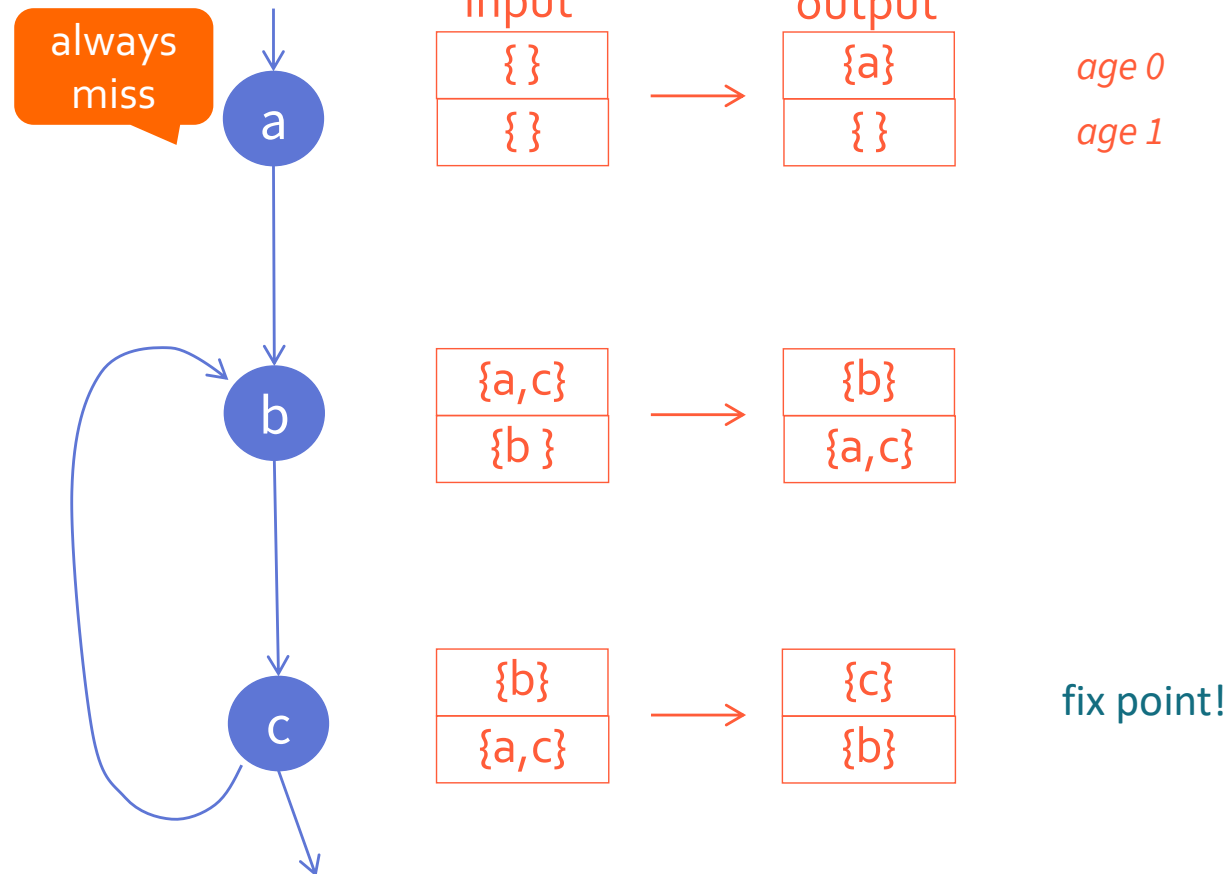 input output
always
miss
a
{ } {a} age 0
{ } { } age 1
b
{a,c} {b}
{b } {a,c}
c
{b} {c}
{a,c} {b}
fix point!